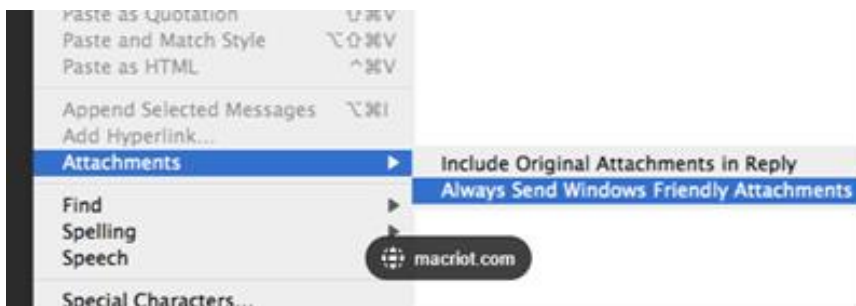 Paste as Quotation ⇧⌘V
Paste and Match Style ⌥⇧⌘V
Paste as HTML ^⌘V
Append Selected Messages ⌥⌘I
Add Hyperlink...
Attachments
Include Original Attachments in Reply
Always Send Windows Friendly Attachments
Find
Spelling
Speech
macriot.com
Special Characters...